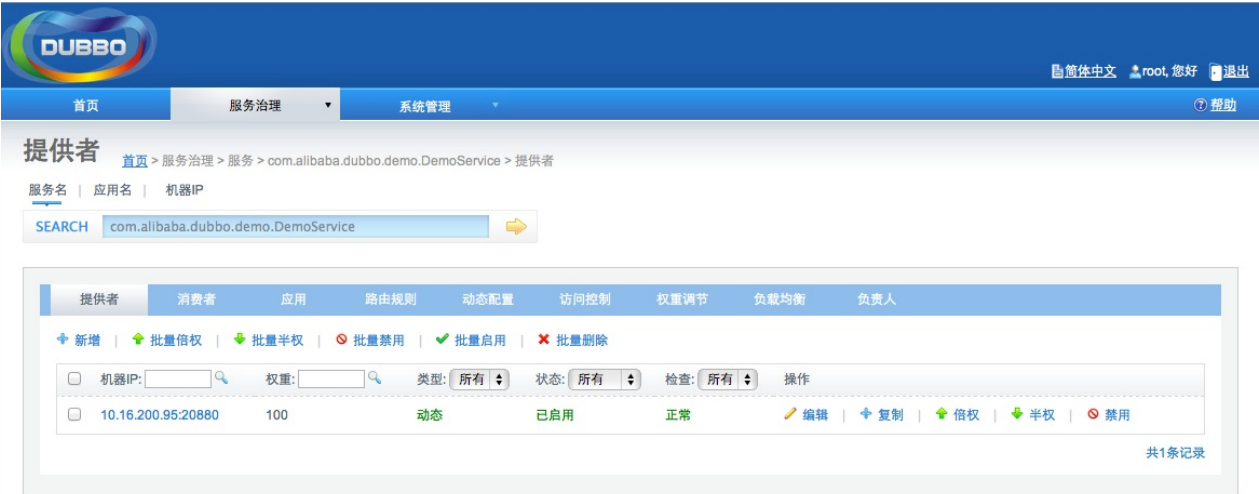 DUBBO
简体中文 root, 您好 退出
首页 服务治理 系统管理 帮助
提供者 首页 > 服务治理 > 服务 > com.alibaba.dubbo.demo.DemoService > 提供者
服务名 | 应用名 | 机器IP
SEARCH com.alibaba.dubbo.demo.DemoService
提供者 消费者 应用 路由规则 动态配置 访问控制 权重调节 负载均衡 负责人
新增 | 批量倍权 | 批量半权 | 批量禁用 | 批量启用 | 批量删除
机器IP: 权重: 类型: 所有 状态: 所有 检查: 所有 操作
10.16.200.95:20880 100 动态 已启用 正常 编辑 | 复制 | 倍权 | 半权 | 禁用
共1条记录